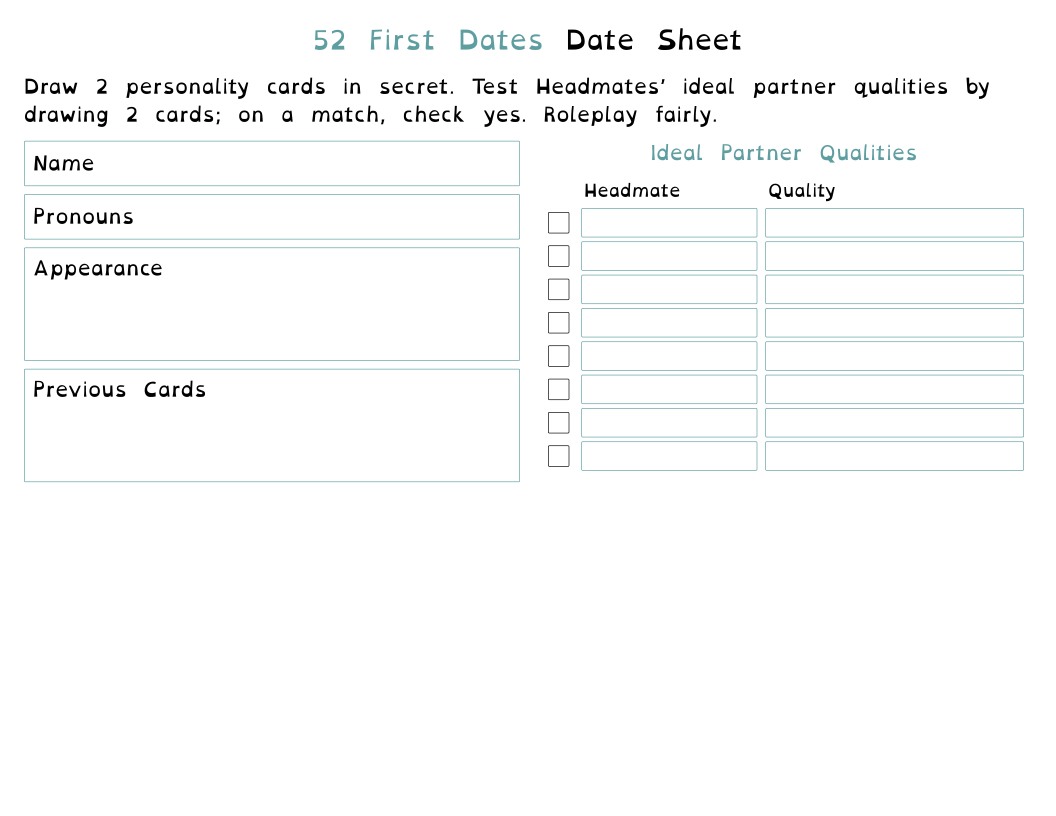 52 First Dates Date Sheet
Draw 2 personality cards in secret. Test Headmates' ideal partner qualities by
drawing 2 cards; on a match, check yes. Roleplay fairly.
Name
Pronouns
Appearance
Previous Cards
Ideal Partner Qualities
Headmate Quality